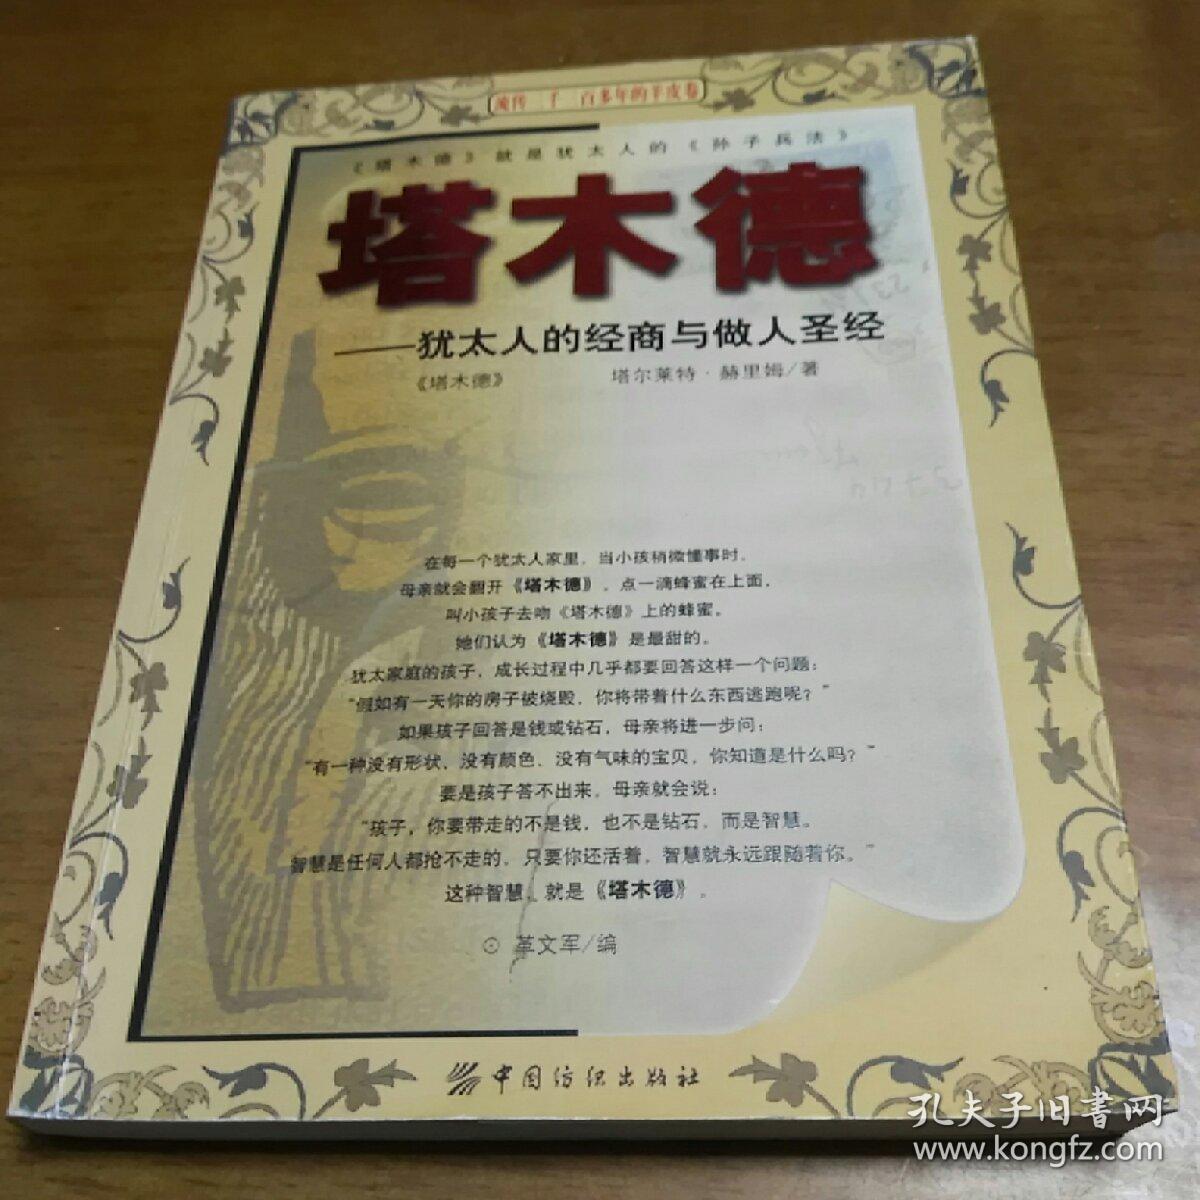 流传 千 百多年的羊皮卷
《塔木德》就是犹太人的《孙子兵法》
塔木德
——犹太人的经商与做人圣经
《塔木德》 塔尔莱特·赫里姆/著
在每一个犹太人家里，当小孩稍微懂事时，
母亲就会翻开《塔木德》，点一滴蜂蜜在上面，
叫小孩子去吻《塔木德》上的蜂蜜。
她们认为《塔木德》是最甜的。
犹太家庭的孩子，成长过程中几乎都要回答这样一个问题：
“假如有一天你的房子被烧毁，你将带着什么东西逃跑呢？”
如果孩子回答是钱或钻石，母亲将进一步问：
“有一种没有形状、没有颜色、没有气味的宝贝，你知道是什么吗？”
要是孩子答不出来，母亲就会说：
“孩子，你要带走的不是钱，也不是钻石，而是智慧。
智慧是任何人都抢不走的，只要你还活着，智慧就永远跟随着你。”
这种智慧，就是《塔木德》。
⊙ 革文军/编
中国纺织出版社
孔夫子旧书网
www.kongfz.com